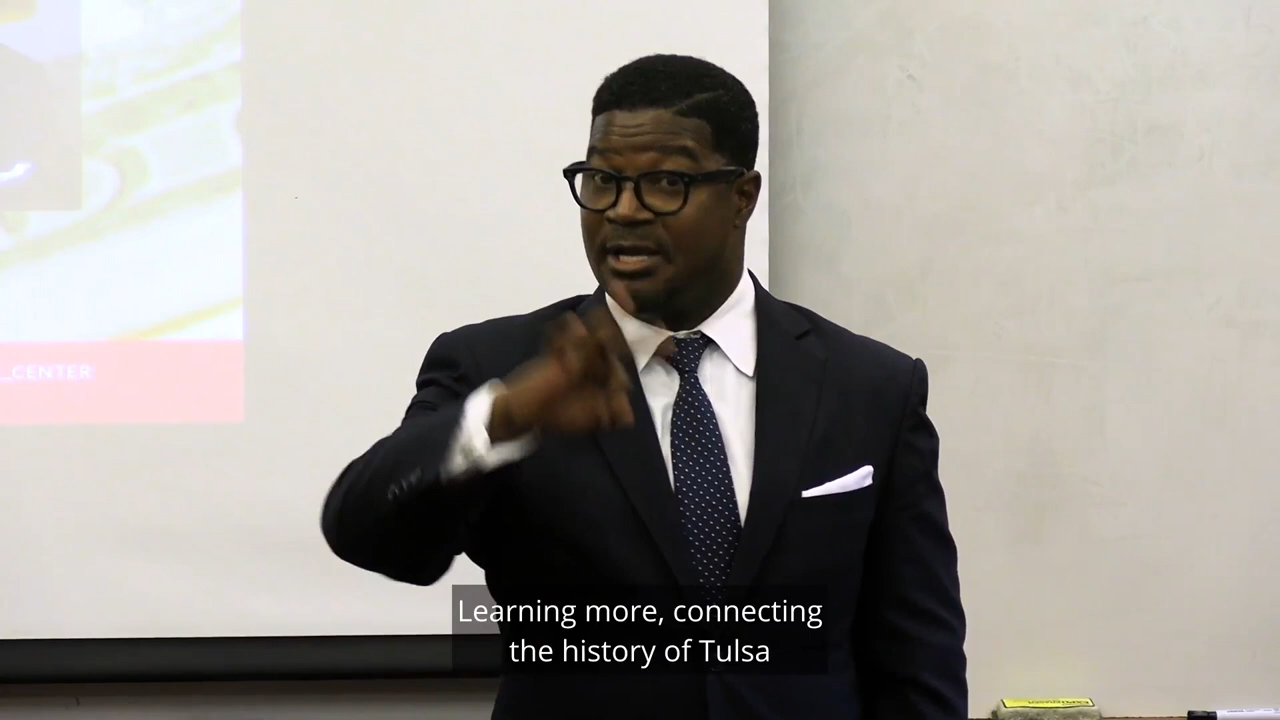 _CENTER
Learning more, connecting
the history of Tulsa